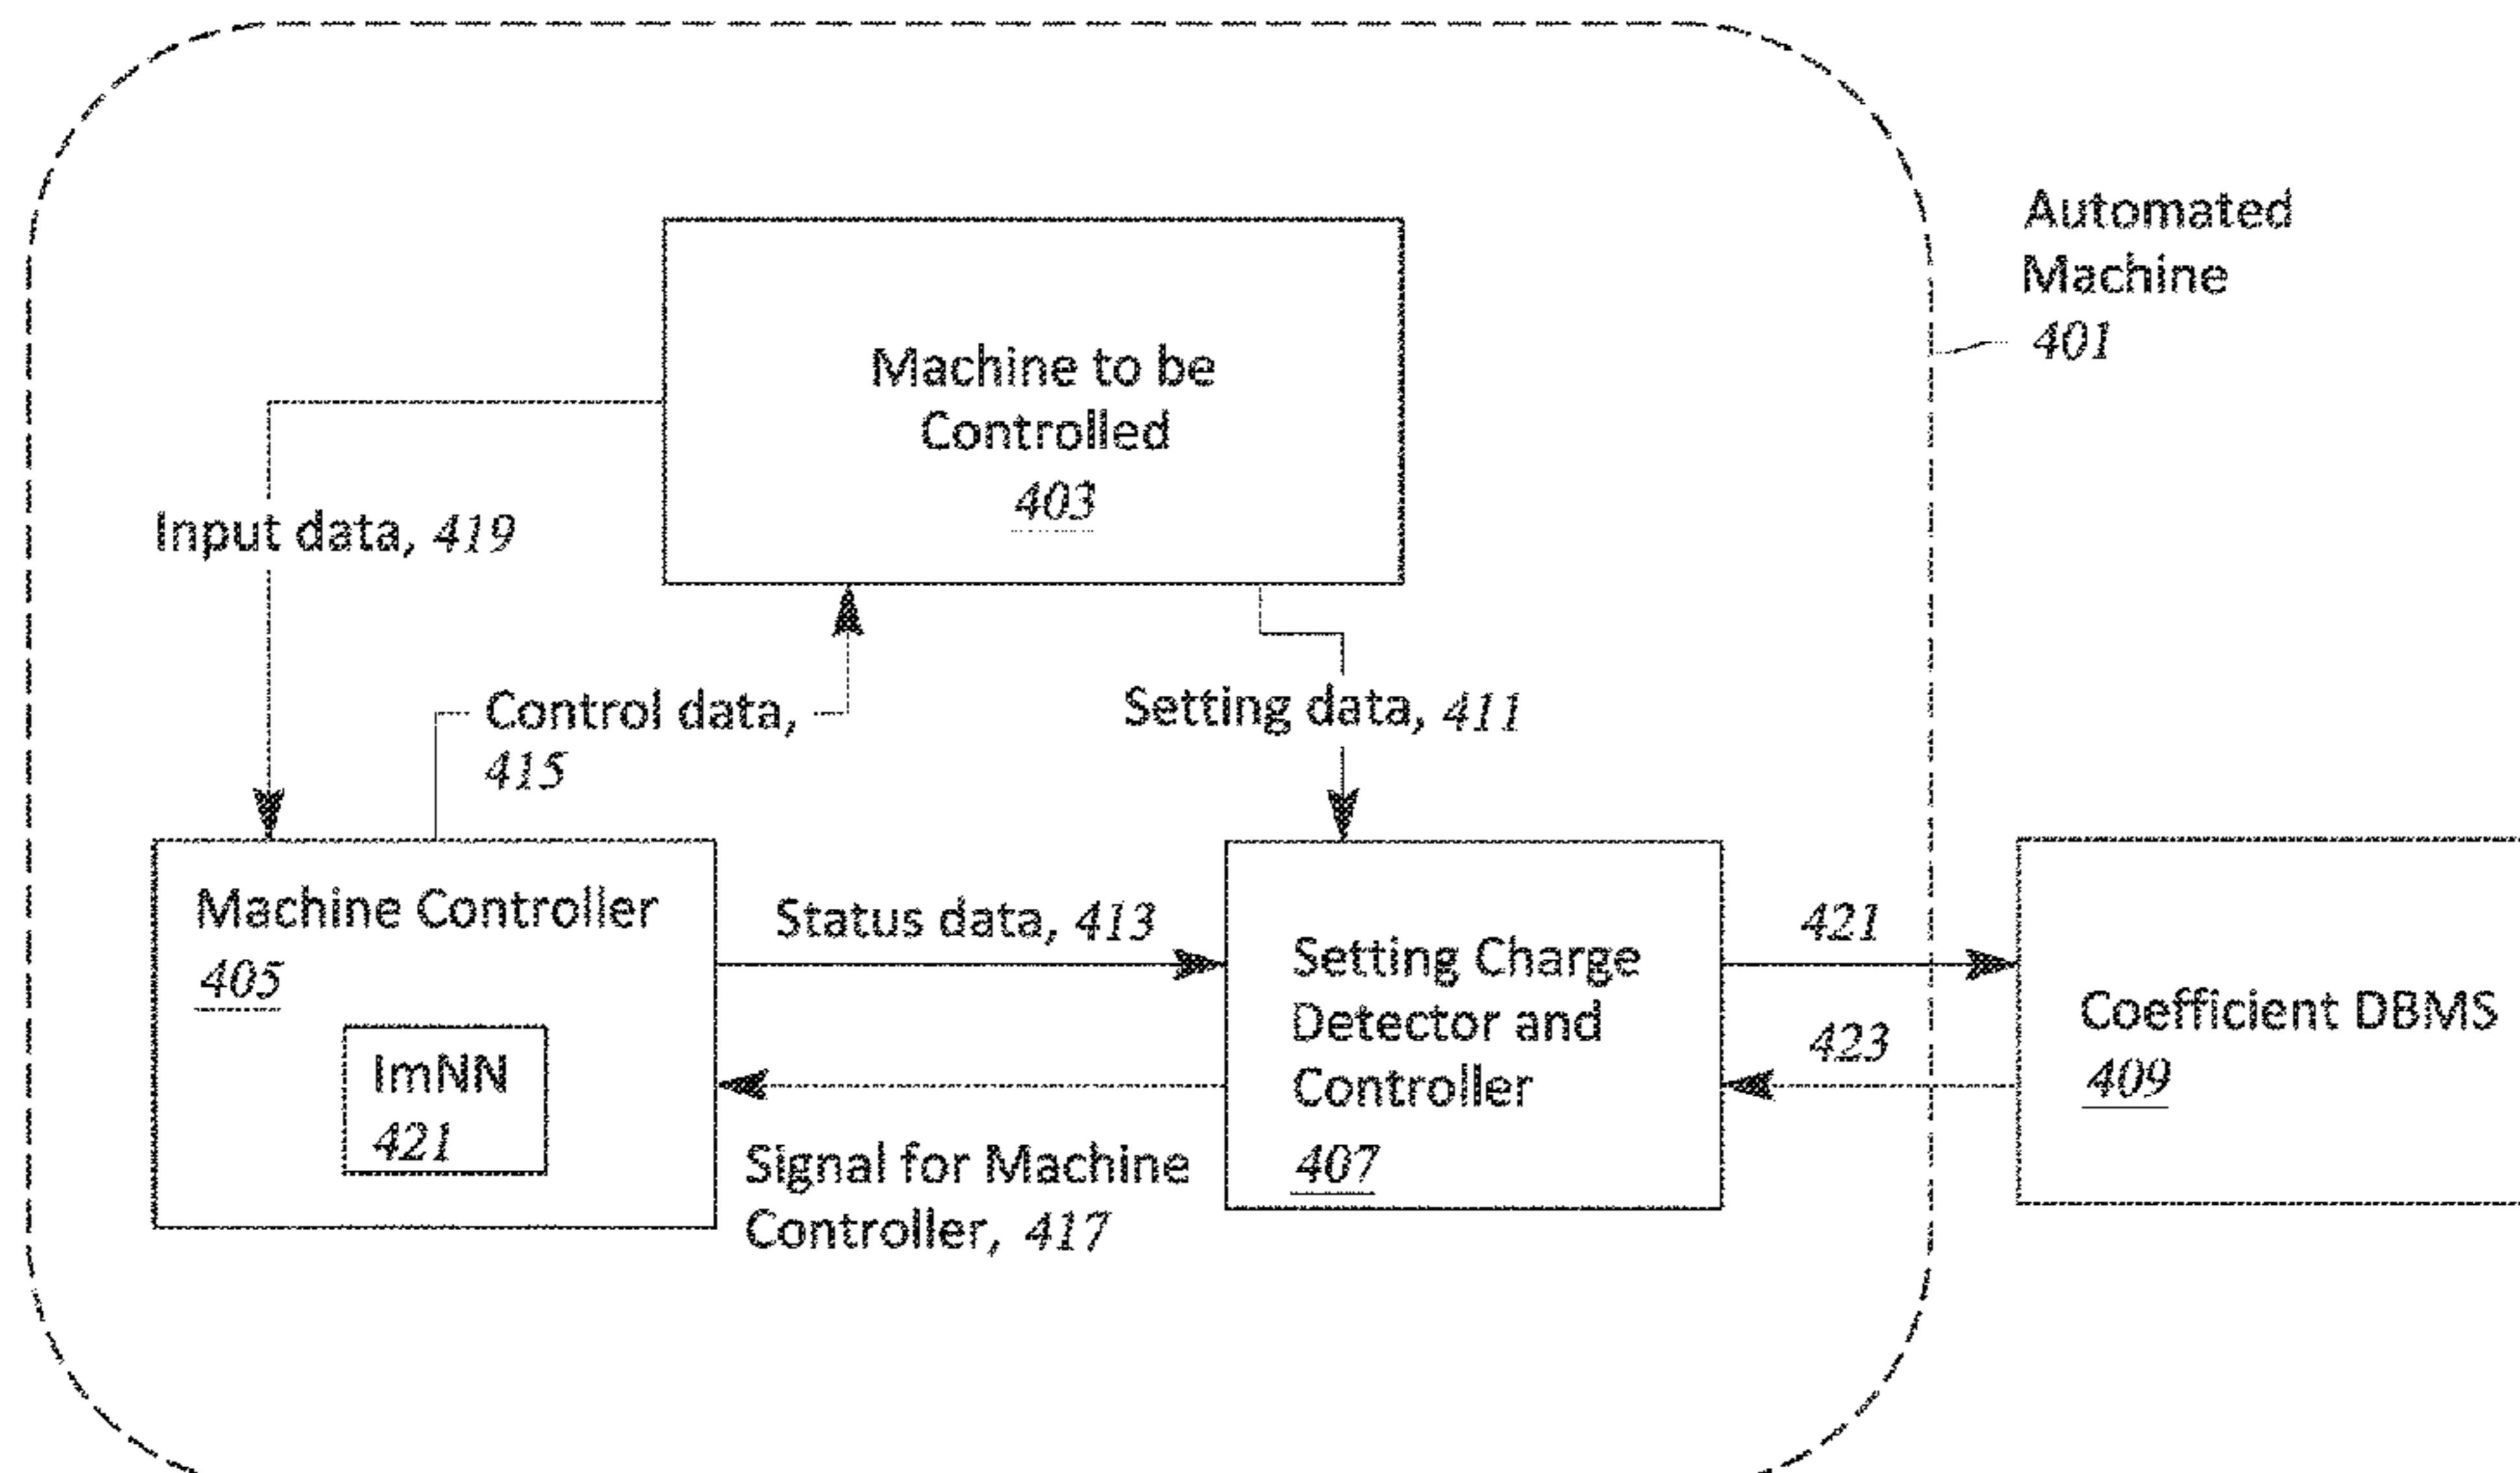 Automated
Machine
401
Machine to be
Controlled
403
Input data, 419
Control data,
415
Setting data, 411
Machine Controller
405
ImNN
421
Status data, 413
Signal for Machine
Controller, 417
Setting Charge
Detector and
Controller
407
421
423
Coefficient DBMS
409